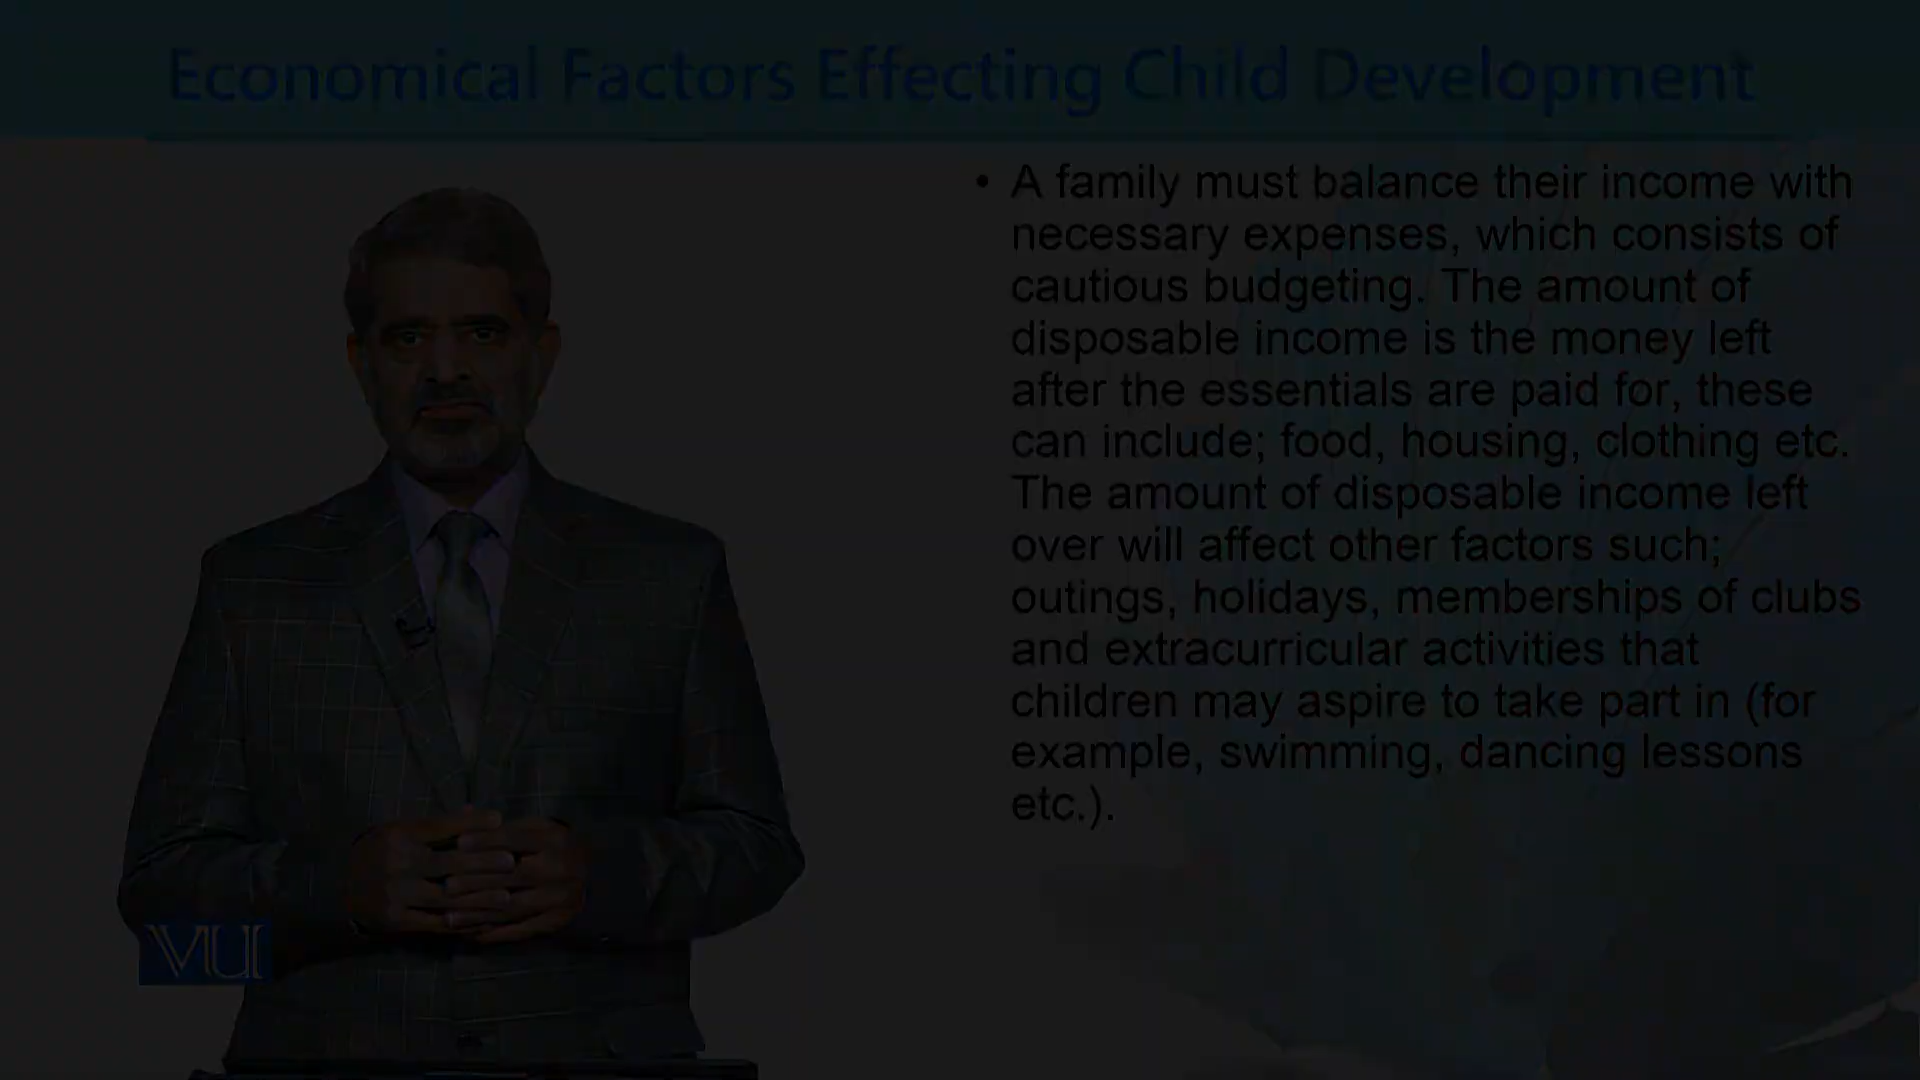 Economical Factors Effecting Child Development
• A family must balance their income with
necessary expenses, which consists of
cautious budgeting. The amount of
disposable income is the money left
after the essentials are paid for, these
can include; food, housing, clothing etc.
The amount of disposable income left
over will affect other factors such;
outings, holidays, memberships of clubs
and extracurricular activities that
children may aspire to take part in (for
example, swimming, dancing lessons
etc.).
VU